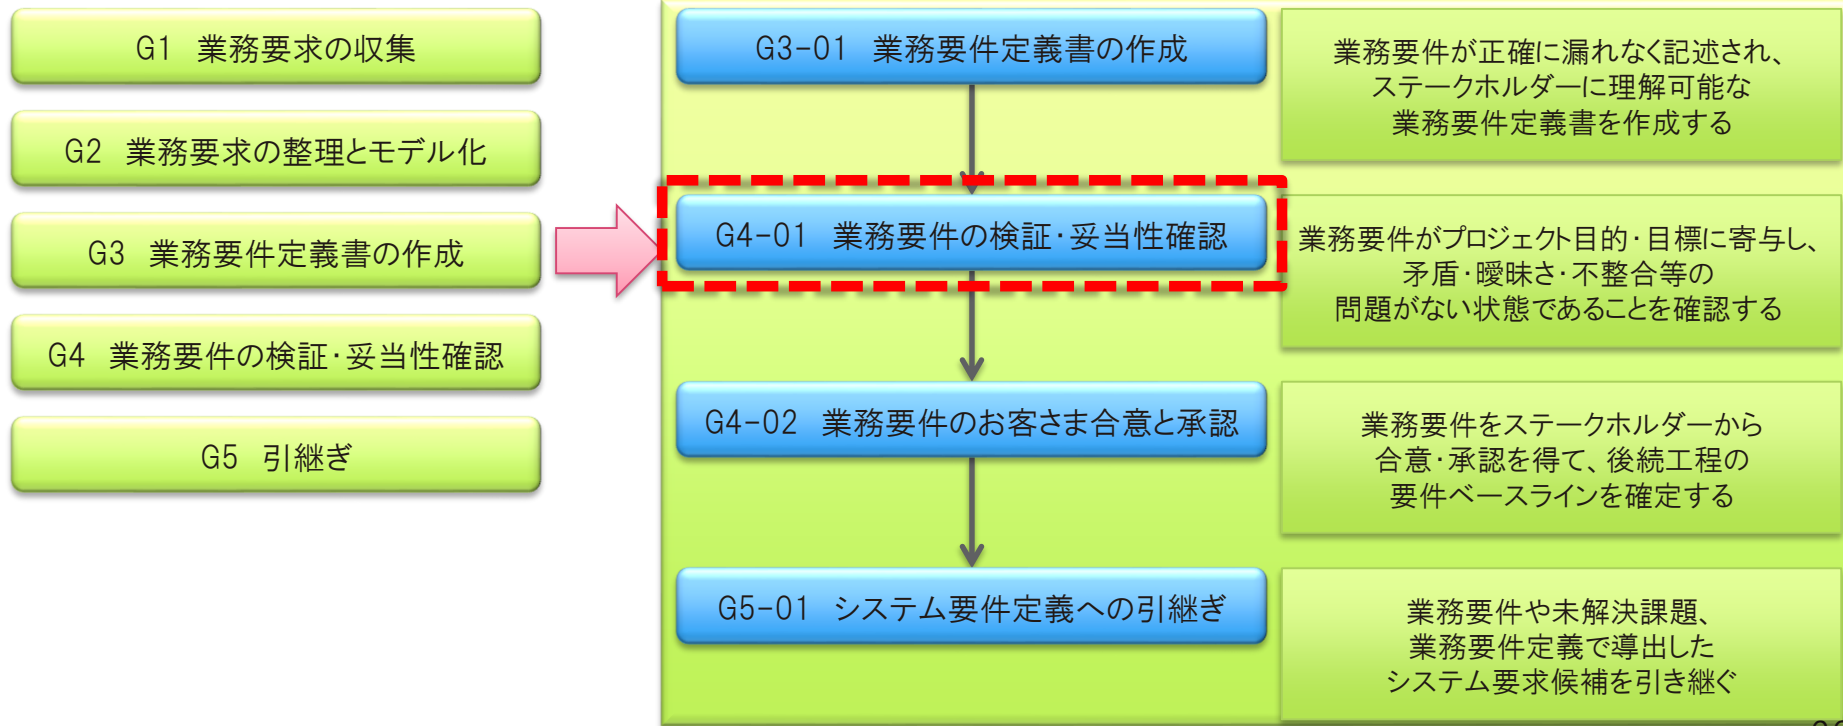 G1 業務要求の収集
G2 業務要求の整理とモデル化
G3 業務要件定義書の作成
G4 業務要件の検証・妥当性確認
G5 引継ぎ
G3-01 業務要件定義書の作成
業務要件が正確に漏れなく記述され、
ステークホルダーに理解可能な
業務要件定義書を作成する
G4-01 業務要件の検証・妥当性確認
業務要件がプロジェクト目的・目標に寄与し、
矛盾・曖昧さ・不整合等の
問題がない状態であることを確認する
G4-02 業務要件のお客さま合意と承認
業務要件をステークホルダーから
合意・承認を得て、後続工程の
要件ベースラインを確定する
G5-01 システム要件定義への引継ぎ
業務要件や未解決課題、
業務要件定義で導出した
システム要求候補を引き継ぐ